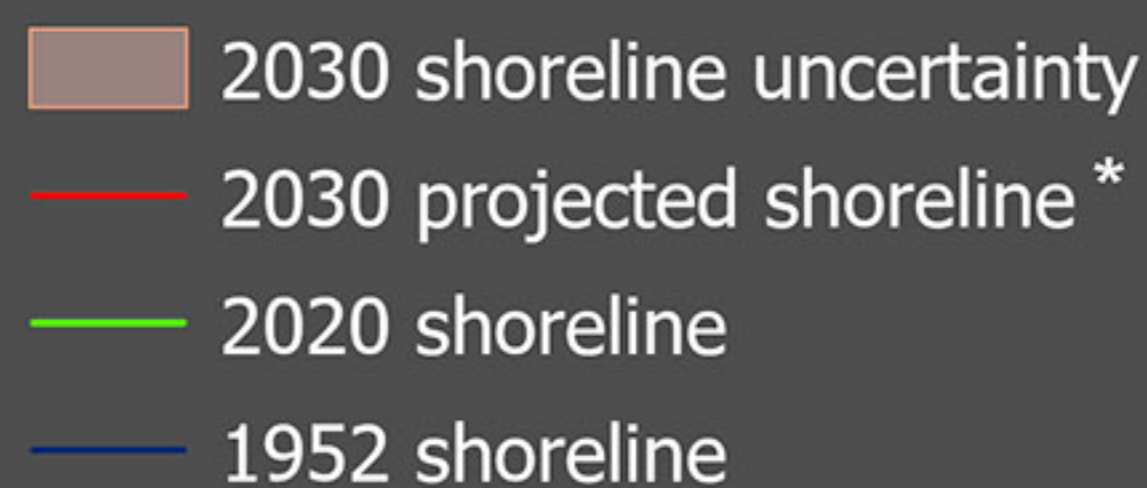 2030 shoreline uncertainty
2030 projected shoreline *
2020 shoreline
1952 shoreline